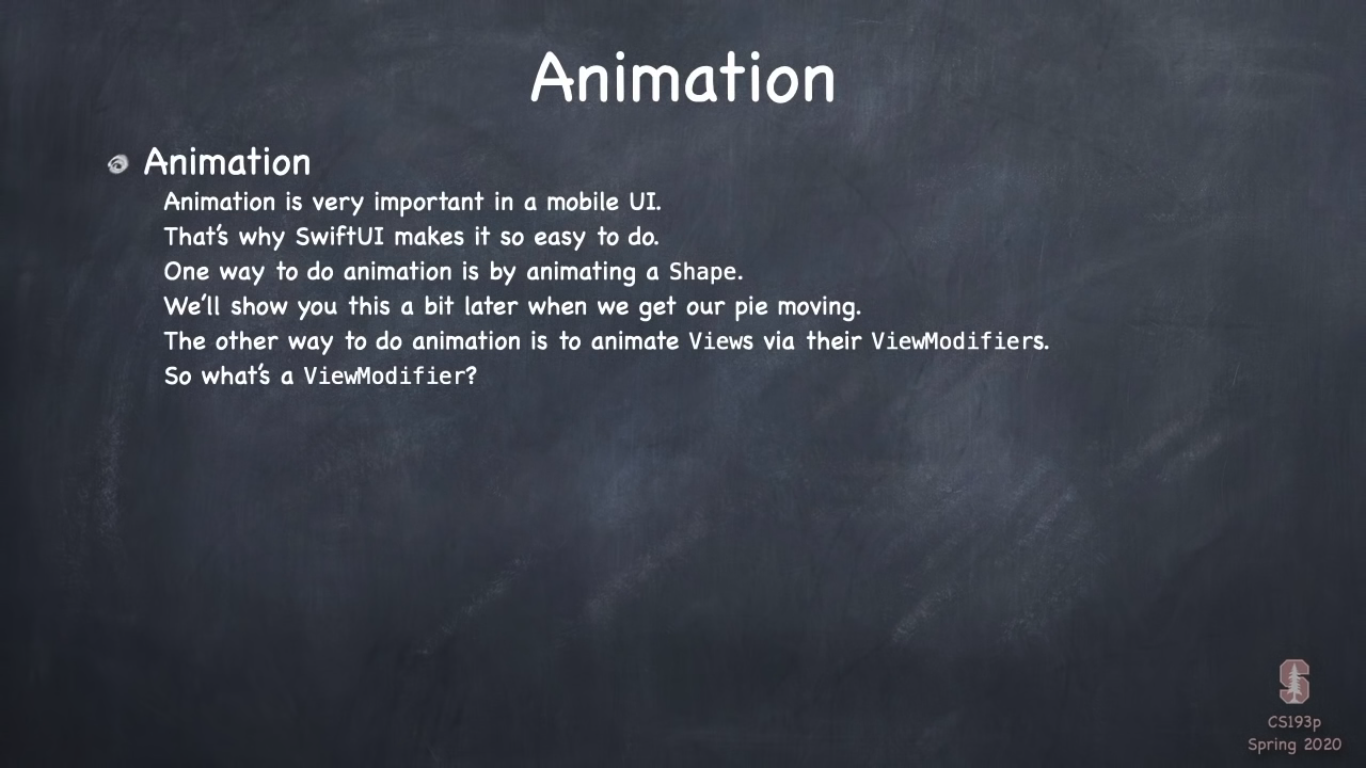 Animation
Animation
Animation is very important in a mobile UI.
That's why SwiftUI makes it so easy to do.
One way to do animation is by animating a Shape.
We'll show you this a bit later when we get our pie moving.
The other way to do animation is to animate Views via their ViewModifiers.
So what's a ViewModifier?
S
CS193p
Spring 2020